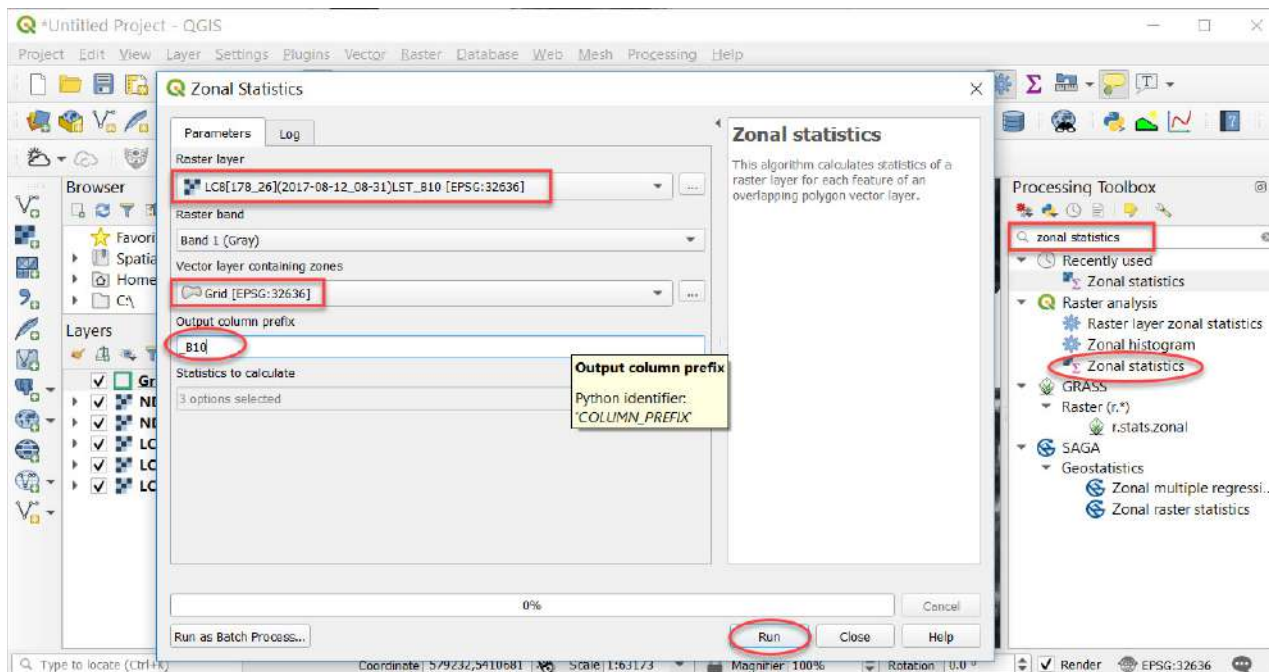 *Untitled Project - QGIS
Project Edit View Layer Settings Plugins Vector Raster Database Web Mesh Processing Help
Zonal Statistics
Parameters Log
Raster layer
LC8[178_26](2017-08-12_08-31)LST_B10 [EPSG:32636]
...
Raster band
Band 1 (Gray)
Vector layer containing zones
Grid [EPSG:32636]
...
Output column prefix
_B10
Statistics to calculate
3 options selected
Output column prefix
Python identifier:
'COLUMN_PREFIX'
0%
Cancel
Run as Batch Process...
Run Close Help
Zonal statistics
This algorithm calculates statistics of a
raster layer for each feature of an
overlapping polygon vector layer.
Browser
Favori
Spatia
Home
C:\
Layers
Gr
NI
NI
LC
LC
LC
Processing Toolbox
zonal statistics
Recently used
Zonal statistics
Raster analysis
Raster layer zonal statistics
Zonal histogram
Zonal statistics
GRASS
Raster (r.*)
r.stats.zonal
SAGA
Geostatistics
Zonal multiple regressi...
Zonal raster statistics
Type to locate (Ctrl+K) Coordinate 579232,5410681 Scale 1:63173 Magnifier 100% Rotation 0.0 ° Render EPSG:32636